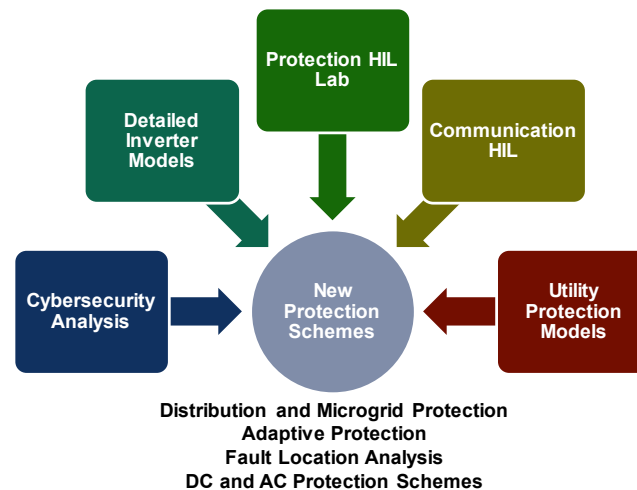 Protection HIL
Lab
Detailed
Inverter
Models
Communication
HIL
Cybersecurity
Analysis
New
Protection
Schemes
Utility
Protection
Models
Distribution and Microgrid Protection
Adaptive Protection
Fault Location Analysis
DC and AC Protection Schemes